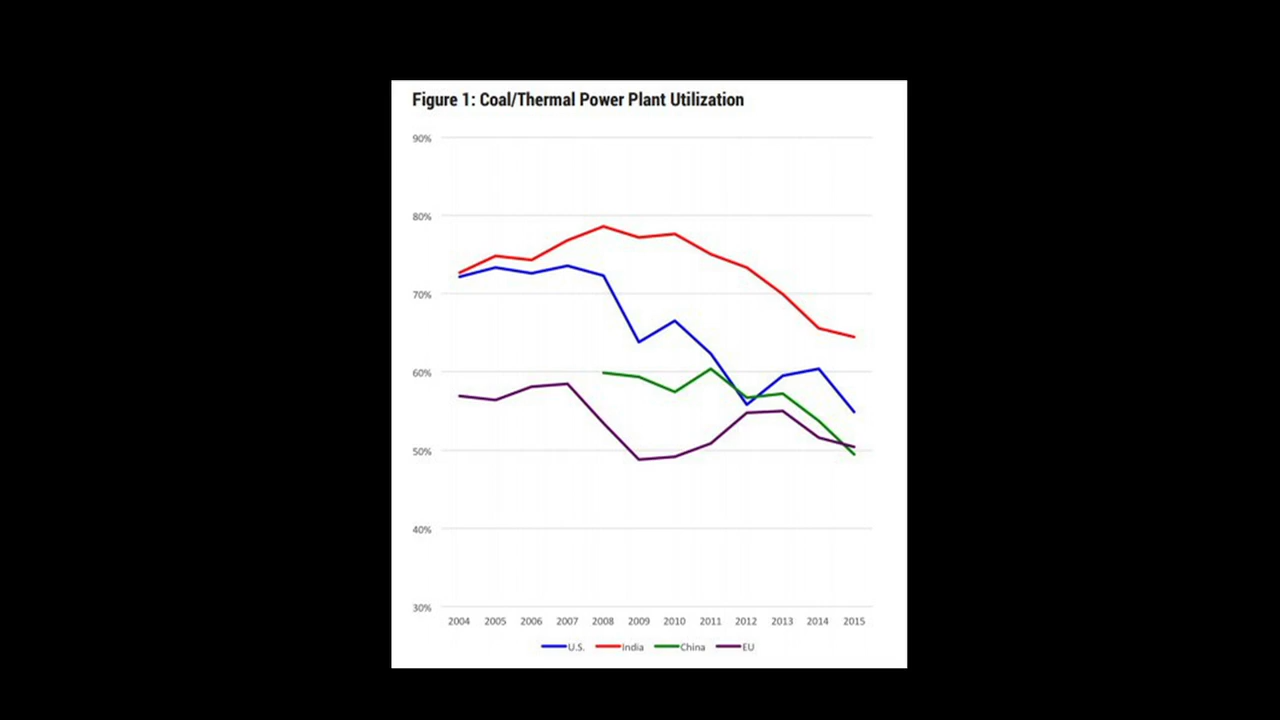 Figure 1: Coal/Thermal Power Plant Utilization
90%
80%
70%
60%
50%
40%
30%
2004 2005 2006 2007 2008 2009 2010 2011 2012 2013 2014 2015
U.S. India China EU